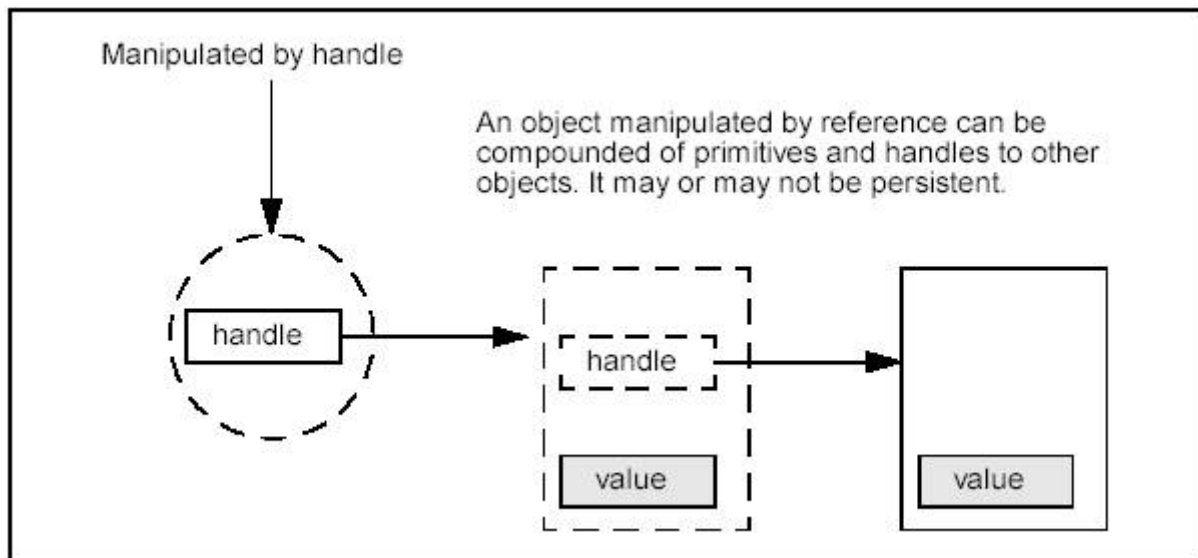 Manipulated by handle
An object manipulated by reference can be
compounded of primitives and handles to other
objects. It may or may not be persistent.
handle
handle
value
value